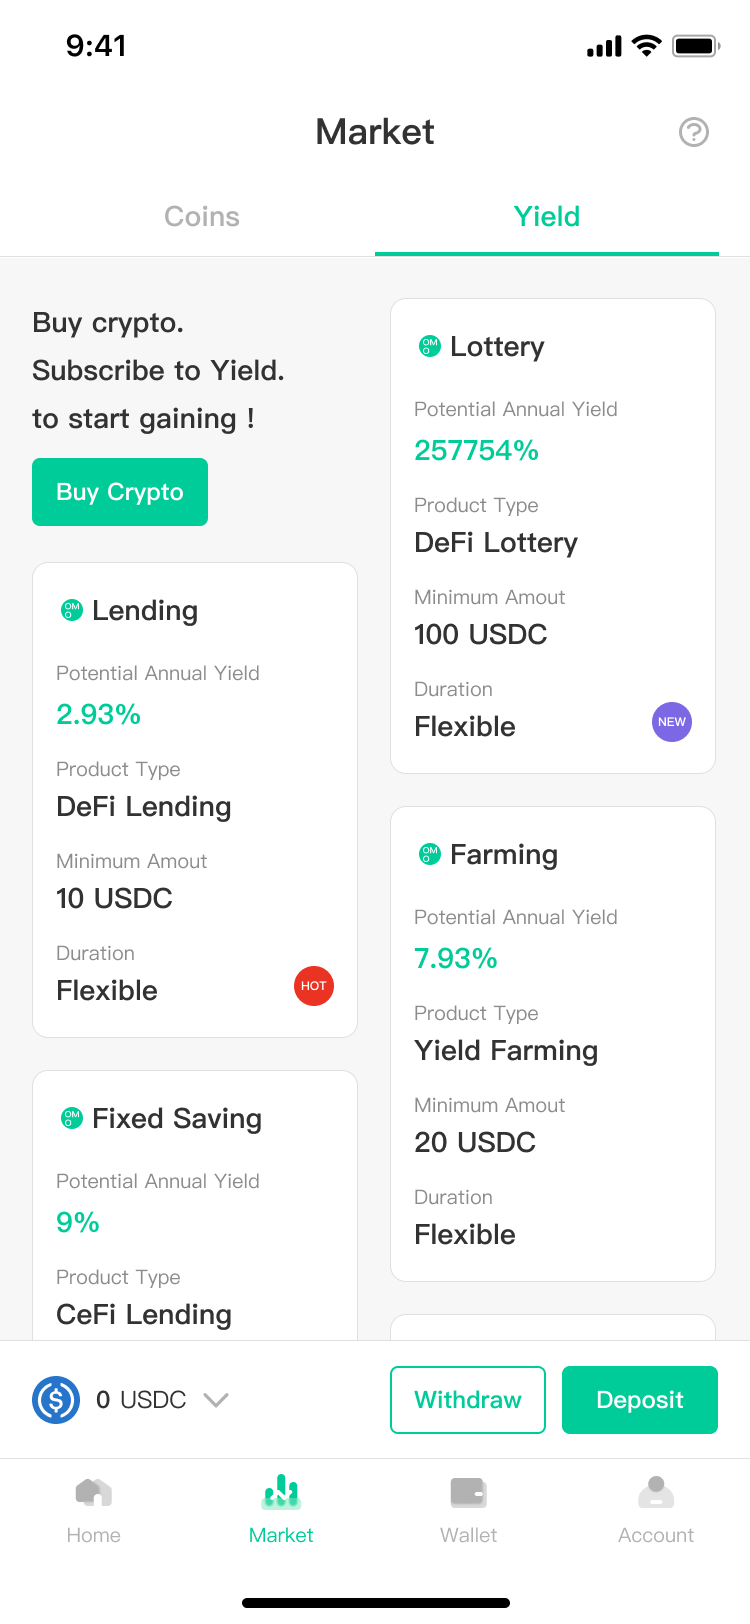 9:41
Market
Coins
Yield
Buy crypto.
Subscribe to Yield.
to start gaining !
Buy Crypto
OMO Lending
Potential Annual Yield
2.93%
Product Type
DeFi Lending
Minimum Amout
10 USDC
Duration
Flexible
HOT
OMO Fixed Saving
Potential Annual Yield
9%
Product Type
CeFi Lending
OMO Lottery
Potential Annual Yield
257754%
Product Type
DeFi Lottery
Minimum Amout
100 USDC
Duration
Flexible
NEW
OMO Farming
Potential Annual Yield
7.93%
Product Type
Yield Farming
Minimum Amout
20 USDC
Duration
Flexible
0 USDC
Withdraw
Deposit
Home
Market
Wallet
Account